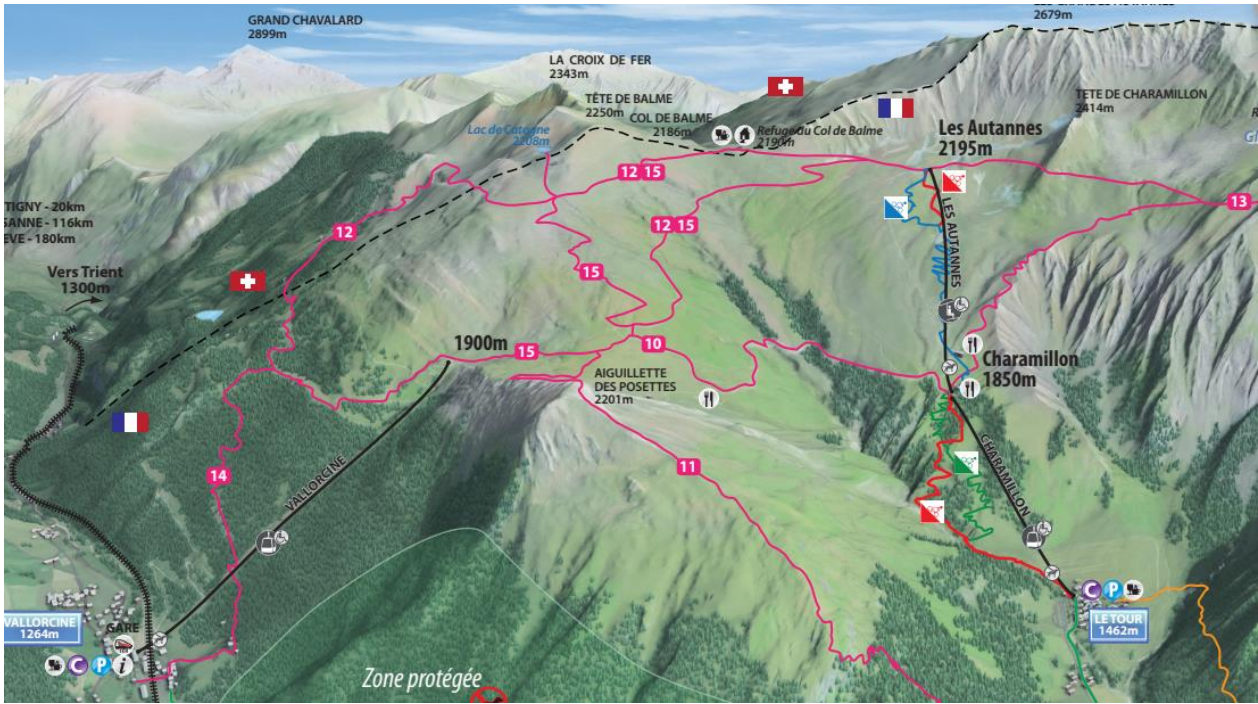 2679m
GRAND CHAVALARD
2899m
LA CROIX DE FER
2343m
TÊTE DE BALME
2250m
COL DE BALME
2186m
Refuge du Col de Balme
2190m
TETE DE CHARAMILLON
2414m
Lac de Catogne
2208m
Les Autannes
2195m
12 15
13
12
12 15
LES AUTANNES
TIGNY - 20km
SANNE - 116km
EVE - 180km
Vers Trient
1300m
15
1900m
15
10
Charamillon
1850m
AIGUILLETTE
DES POSETTES
2201m
14
11
VALLORCINE
CHARAMILLON
VALLORCINE
1264m
GARE
C
P
i
C
P
LE TOUR
1462m
Zone protégée